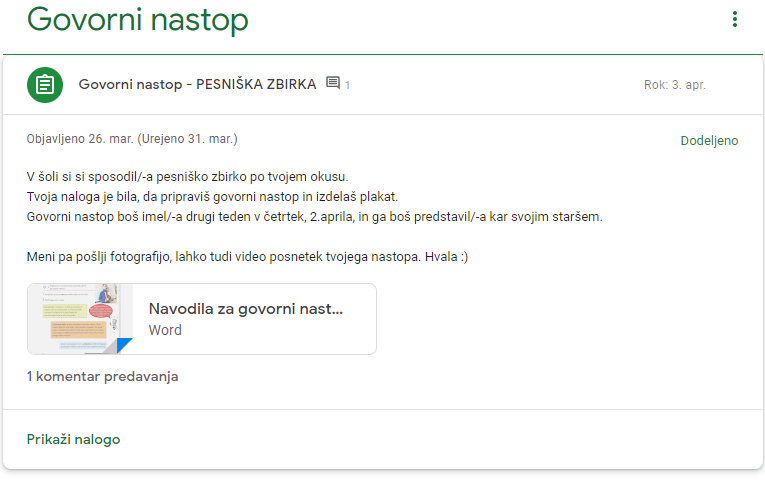 Govorni nastop
Govorni nastop - PESNIŠKA ZBIRKA 1
Rok: 3. apr.
Objavljeno 26. mar. (Urejeno 31. mar.)
Dodeljeno
V šoli si si sposodil/-a pesniško zbirko po tvojem okusu.
Tvoja naloga je bila, da pripraviš govorni nastop in izdelaš plakat.
Govorni nastop boš imel/-a drugi teden v četrtek, 2.aprila, in ga boš predstavil/-a kar svojim staršem.
Meni pa pošlji fotografijo, lahko tudi video posnetek tvojega nastopa. Hvala :)
Navodila za govorni nast...
Word
1 komentar predavanja
Prikaži nalogo